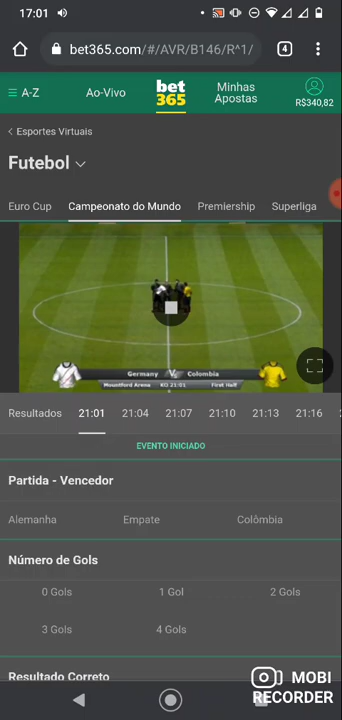 17:01
bet365.com/#/AVR/B146/R^1/
4
A-Z
Ao-Vivo
bet365
Minhas Apostas
R$340,82
Esportes Virtuais
Futebol
Euro Cup
Campeonato do Mundo
Premiership
Superliga
Germany V Colombia
Mountford Arena KO 21:01 First Half
Resultados
21:01
21:04
21:07
21:10
21:13
21:16
EVENTO INICIADO
Partida - Vencedor
Alemanha
Empate
Colômbia
Número de Gols
0 Gols
1 Gol
2 Gols
3 Gols
4 Gols
Resultado Correto
MOBI
RECORDER